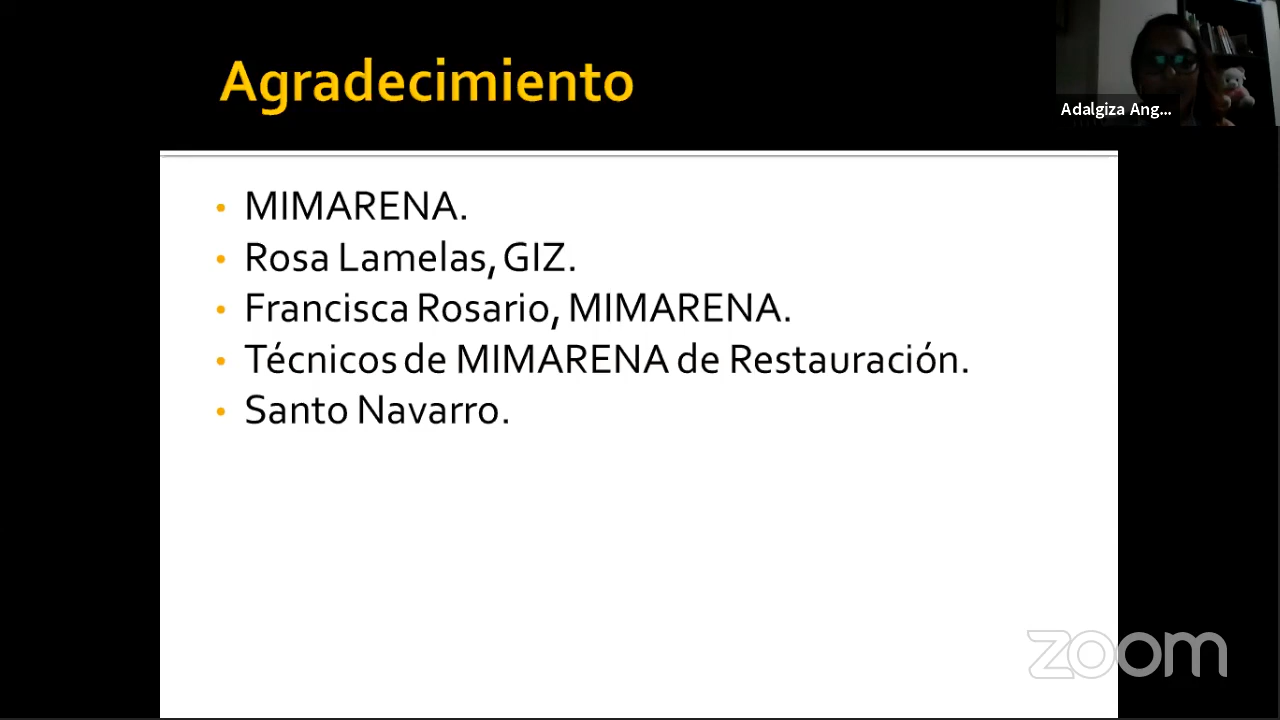 Agradecimiento
Adalgiza Ang...
• MIMARENA.
• Rosa Lamelas, GIZ.
• Francisca Rosario, MIMARENA.
• Técnicos de MIMARENA de Restauración.
• Santo Navarro.
zoom